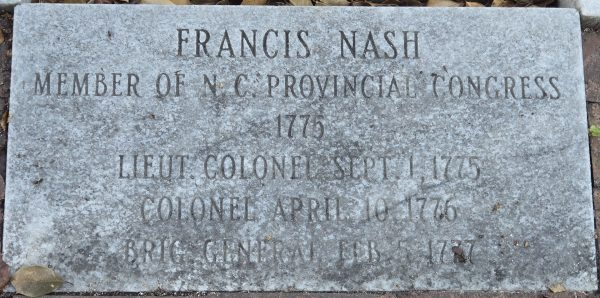 FRANCIS NASH
MEMBER OF N.C. PROVINCIAL CONGRESS
1775
LIEUT. COLONEL SEPT. 1, 1775
COLONEL APRIL 10, 1776
BRIG. GENERAL FEB. 5, 1777